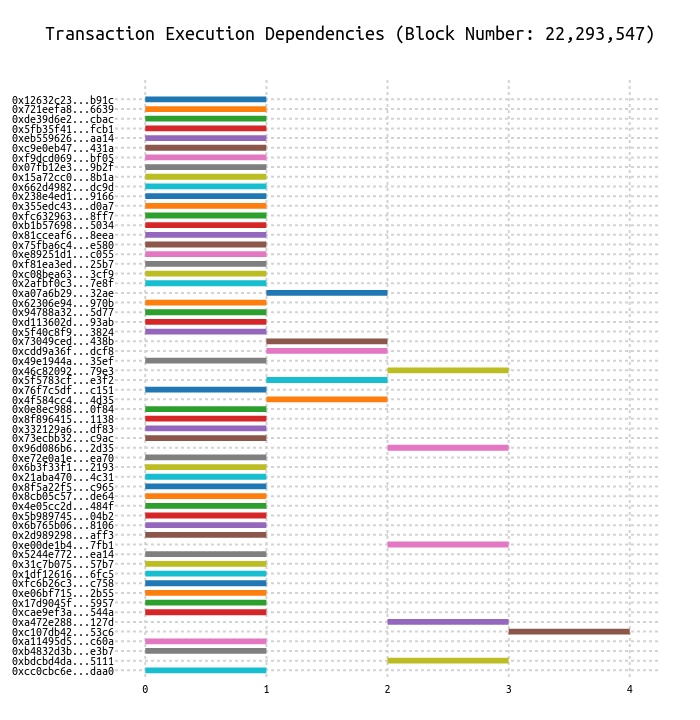 Transaction Execution Dependencies (Block Number: 22,293,547)
0x12632c23...b91c
0x721eefa8...6639
0xde39d6e2...cbac
0x5fb35f41...fcb1
0xeb559626...aa14
0xc9e0eb47...431a
0xf9dcd069...bf05
0x07fb12e3...9b2f
0x15a72cc0...8b1a
0x662d4982...dc9d
0x238e4ed1...9166
0x355edc43...d0a7
0xfc632963...8ff7
0xb1b57698...5034
0x81cceaf6...8eea
0x75fba6c4...e580
0xe89251d1...c055
0xf81ea3ed...25b7
0xc08bea63...3cf9
0x2afbf0c3...7e8f
0xa07a6b29...32ae
0x62306e94...970b
0x94788a32...5d77
0xd113602d...93ab
0x5f40c8f9...3824
0x73049ced...438b
0xcdd9a36f...dcf8
0x49e1944a...35ef
0x46c82092...79e3
0x5f5783cf...e3f2
0x76f7c5df...c151
0x4f584cc4...4d35
0x0e8ec988...0f84
0x8f896415...1138
0x332129a6...df83
0x73ecbb32...c9ac
0x96d086b6...2d35
0xe72e0a1e...ea70
0x6b3f33f1...2193
0x21aba470...4c31
0x8f5a22f5...c965
0x8cb05c57...de64
0x4e05cc2d...484f
0x5b989745...04b2
0x6b765b06...8106
0x2d989298...aff3
0xe00de1b4...7fb1
0x5244e772...ea14
0x31c7b075...57b7
0x1df12616...6fc5
0xfc6b26c3...c758
0xe06bf715...2b55
0x17d9045f...5957
0xcae9ef3a...544a
0xa472e288...127d
0xc107db42...53c6
0xa11495d5...c60a
0xb4832d3b...e3b7
0xbdcbd4da...5111
0xcc0cbc6e...daa0
0 1 2 3 4